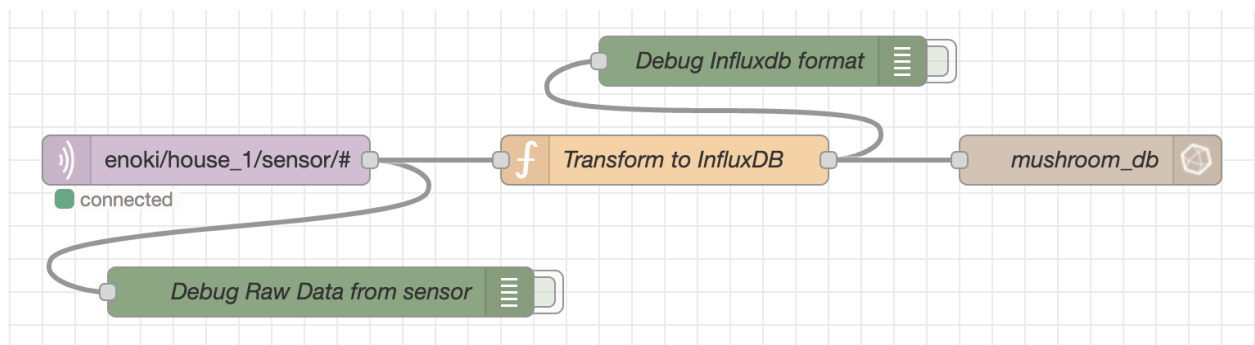 Debug Influxdb format
enoki/house_1/sensor/#
Transform to InfluxDB
mushroom_db
connected
Debug Raw Data from sensor